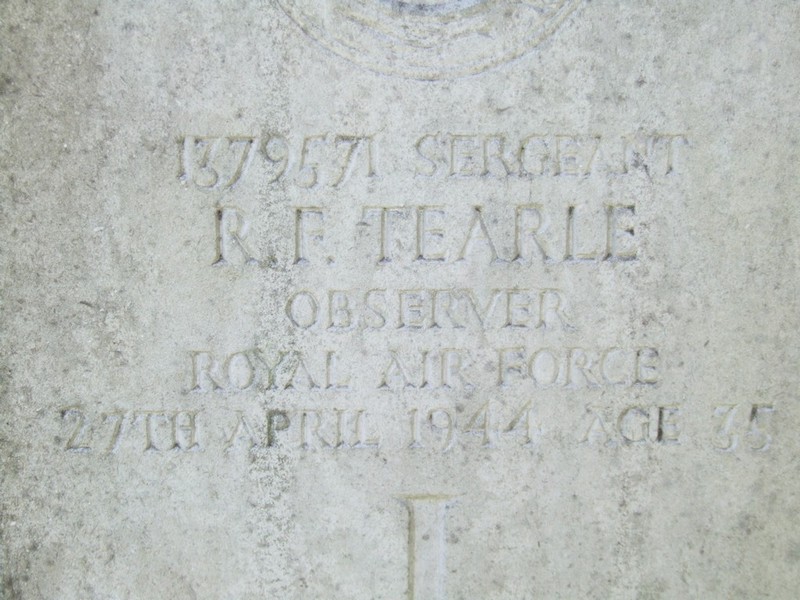 1379571 SERGEANT
R. F. TEARLE
OBSERVER
ROYAL AIR FORCE
27TH APRIL 1944 AGE 35